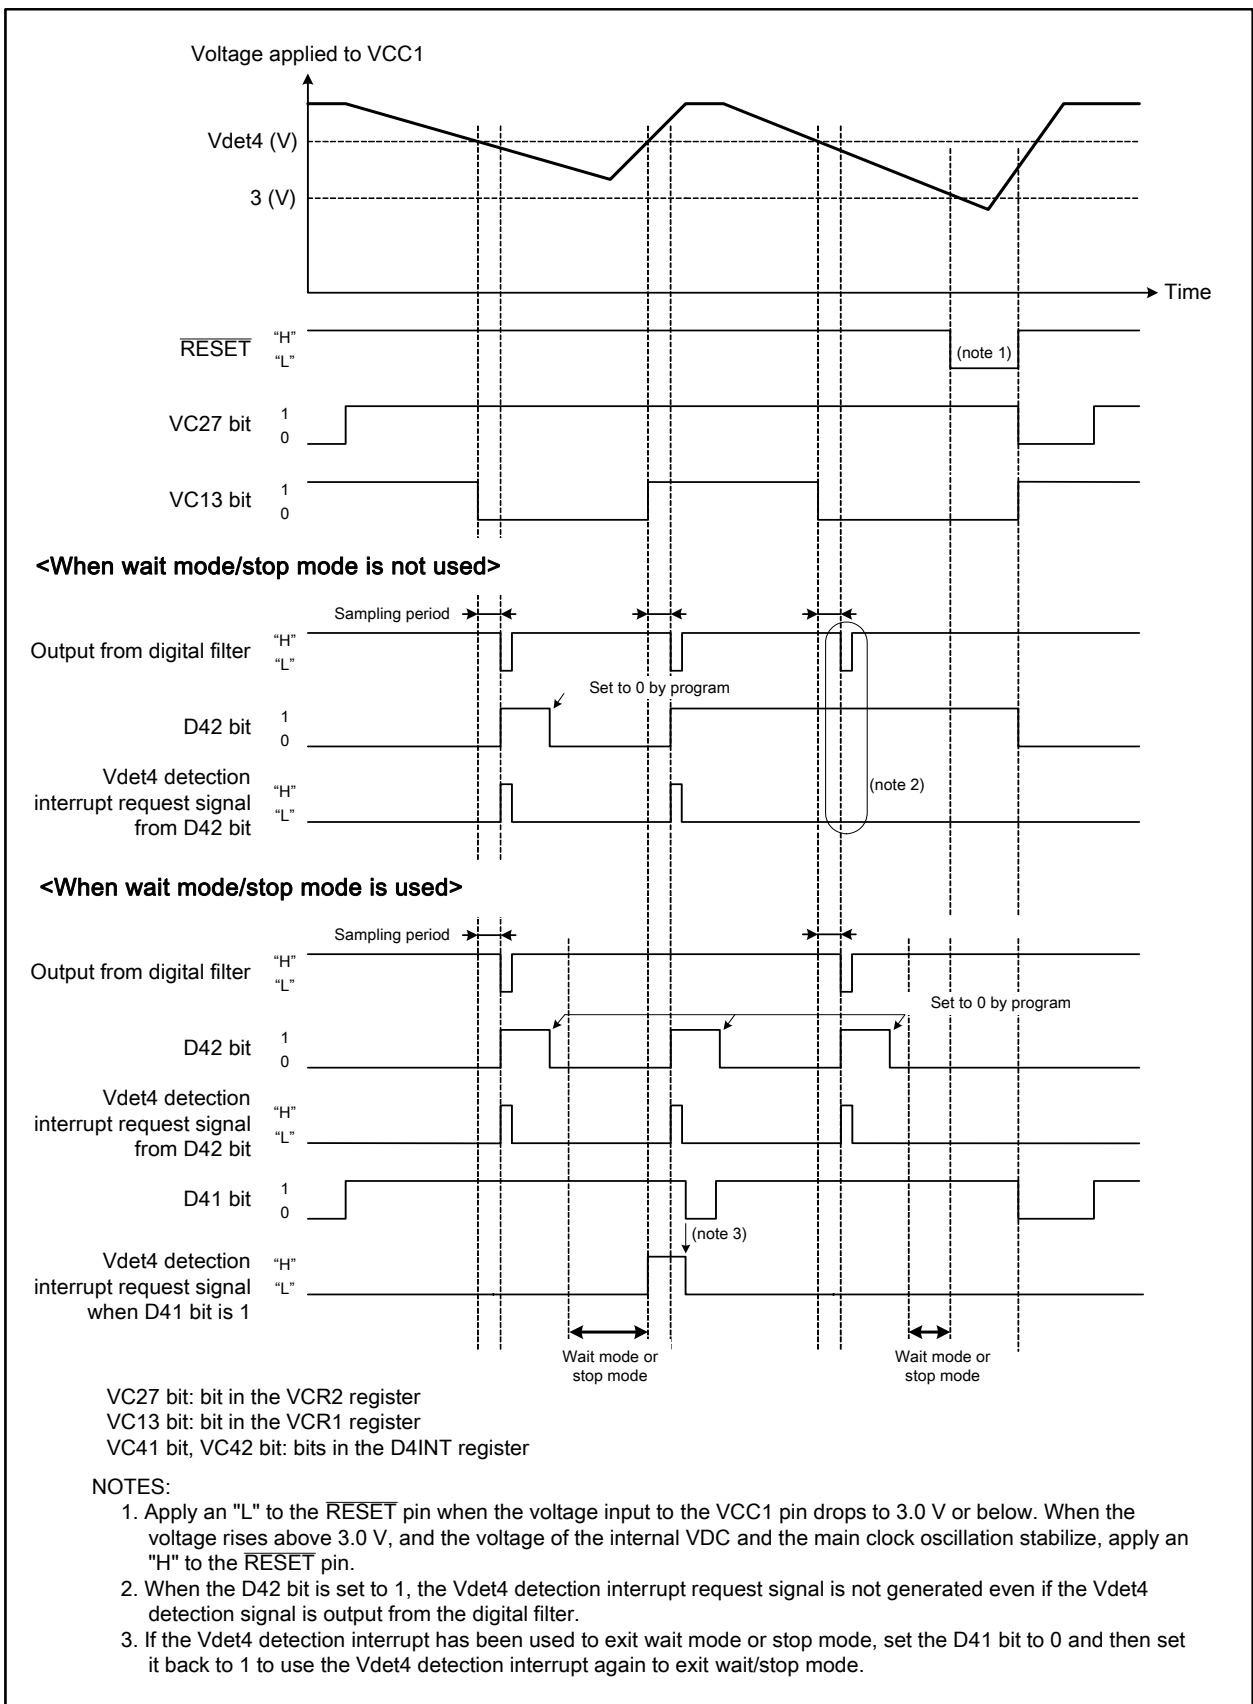 Voltage applied to VCC1
Vdet4 (V)
3 (V)
Time
RESET
“H”
“L”
(note 1)
VC27 bit
1
0
VC13 bit
1
0
<When wait mode/stop mode is not used>
Sampling period
Output from digital filter
“H”
“L”
Set to 0 by program
D42 bit
1
0
Vdet4 detection
interrupt request signal
from D42 bit
“H”
“L”
(note 2)
<When wait mode/stop mode is used>
Sampling period
Output from digital filter
“H”
“L”
Set to 0 by program
D42 bit
1
0
Vdet4 detection
interrupt request signal
from D42 bit
“H”
“L”
D41 bit
1
0
(note 3)
Vdet4 detection
interrupt request signal
when D41 bit is 1
“H”
“L”
Wait mode or
stop mode
Wait mode or
stop mode
VC27 bit: bit in the VCR2 register
VC13 bit: bit in the VCR1 register
VC41 bit, VC42 bit: bits in the D4INT register
NOTES:
1. Apply an "L" to the RESET pin when the voltage input to the VCC1 pin drops to 3.0 V or below. When the
voltage rises above 3.0 V, and the voltage of the internal VDC and the main clock oscillation stabilize, apply an
"H" to the RESET pin.
2. When the D42 bit is set to 1, the Vdet4 detection interrupt request signal is not generated even if the Vdet4
detection signal is output from the digital filter.
3. If the Vdet4 detection interrupt has been used to exit wait mode or stop mode, set the D41 bit to 0 and then set
it back to 1 to use the Vdet4 detection interrupt again to exit wait/stop mode.